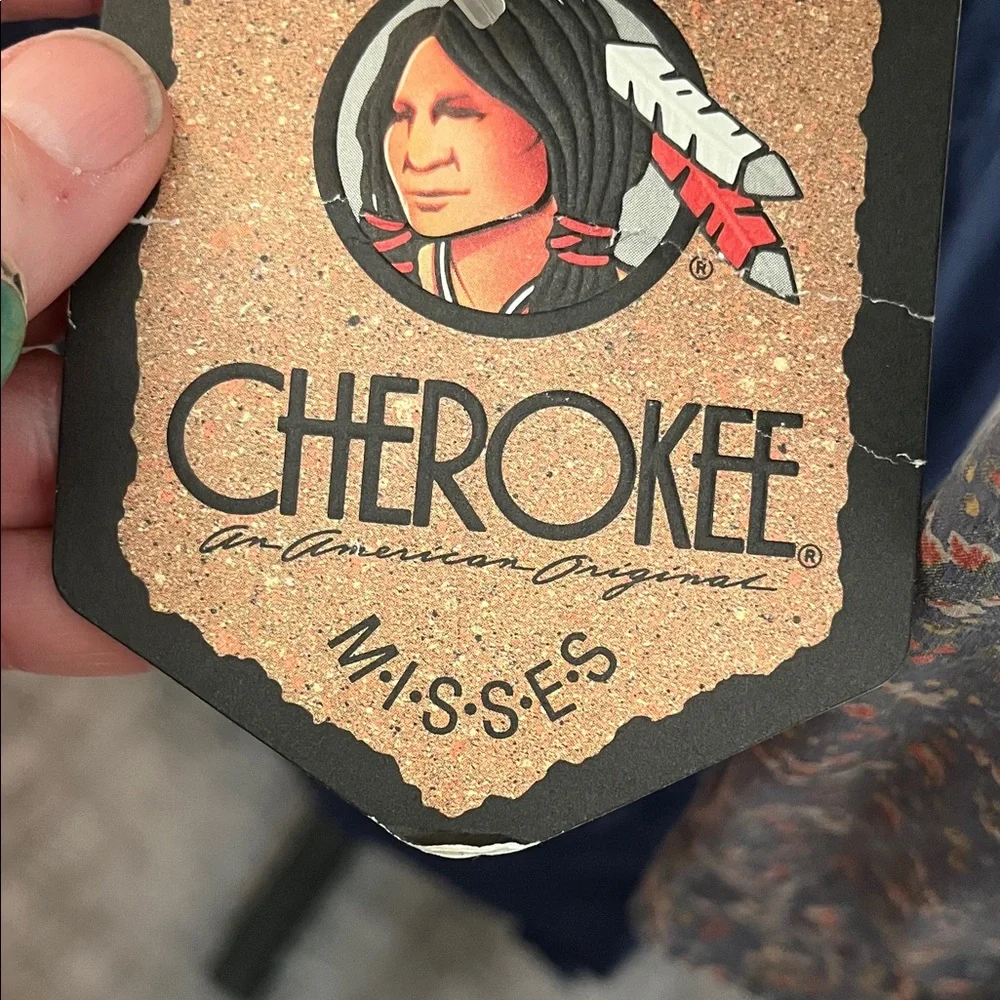 ®
CHEROKEE®
An American Original
M·I·S·S·E·S